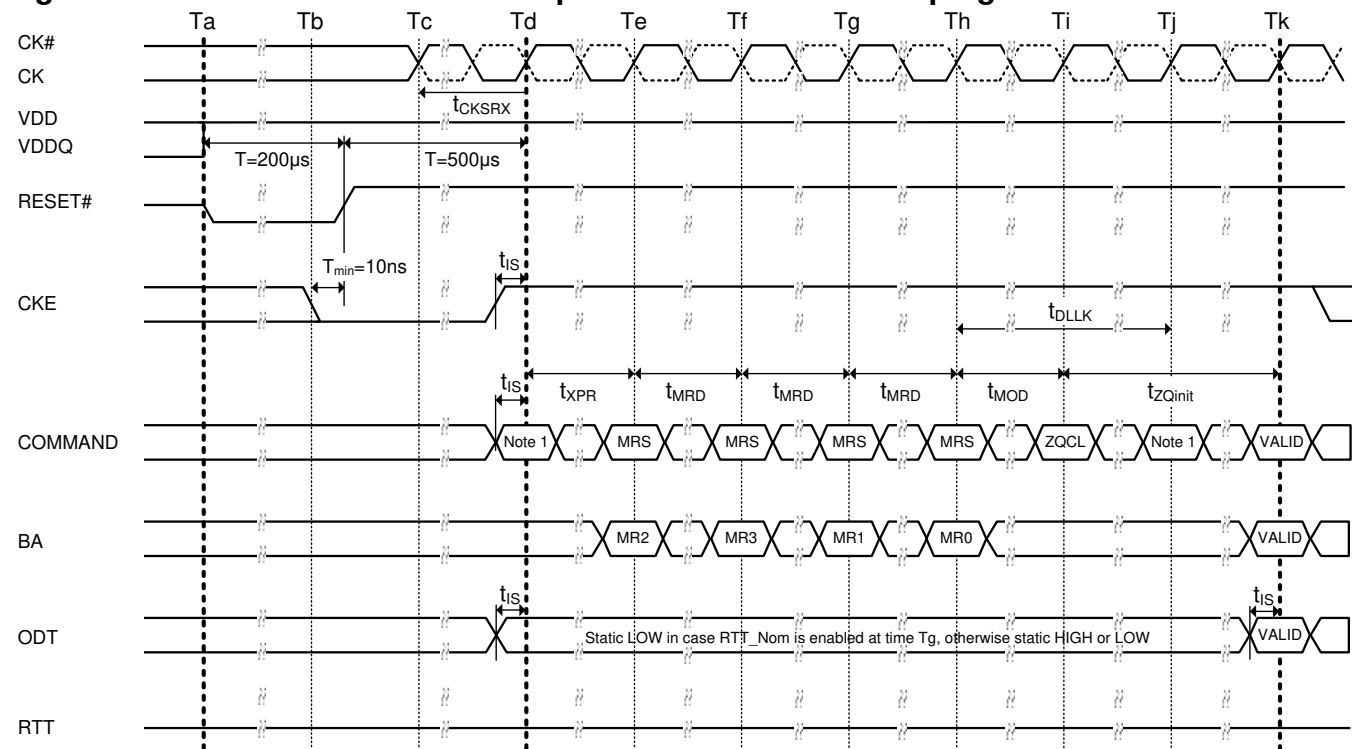 Ta Tb Tc Td Te Tf Tg Th Ti Tj Tk
CK#
CK
tCKSRX
VDD
VDDQ
T=200µs T=500µs
RESET#
Tmin=10ns tIS
CKE
tDLLK
tIS tXPR tMRD tMRD tMRD tMOD tZQinit
COMMAND Note 1 MRS MRS MRS MRS ZQCL Note 1 VALID
BA MR2 MR3 MR1 MR0 VALID
tIS tIS
ODT Static LOW in case RTT_Nom is enabled at time Tg, otherwise static HIGH or LOW VALID
RTT